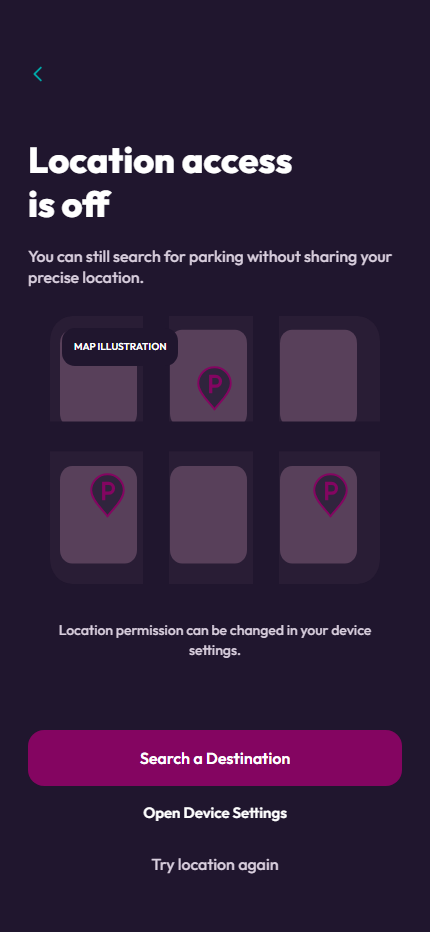 Location access
is off
You can still search for parking without sharing your
precise location.
MAP ILLUSTRATION
P
P
P
Location permission can be changed in your device
settings.
Search a Destination
Open Device Settings
Try location again